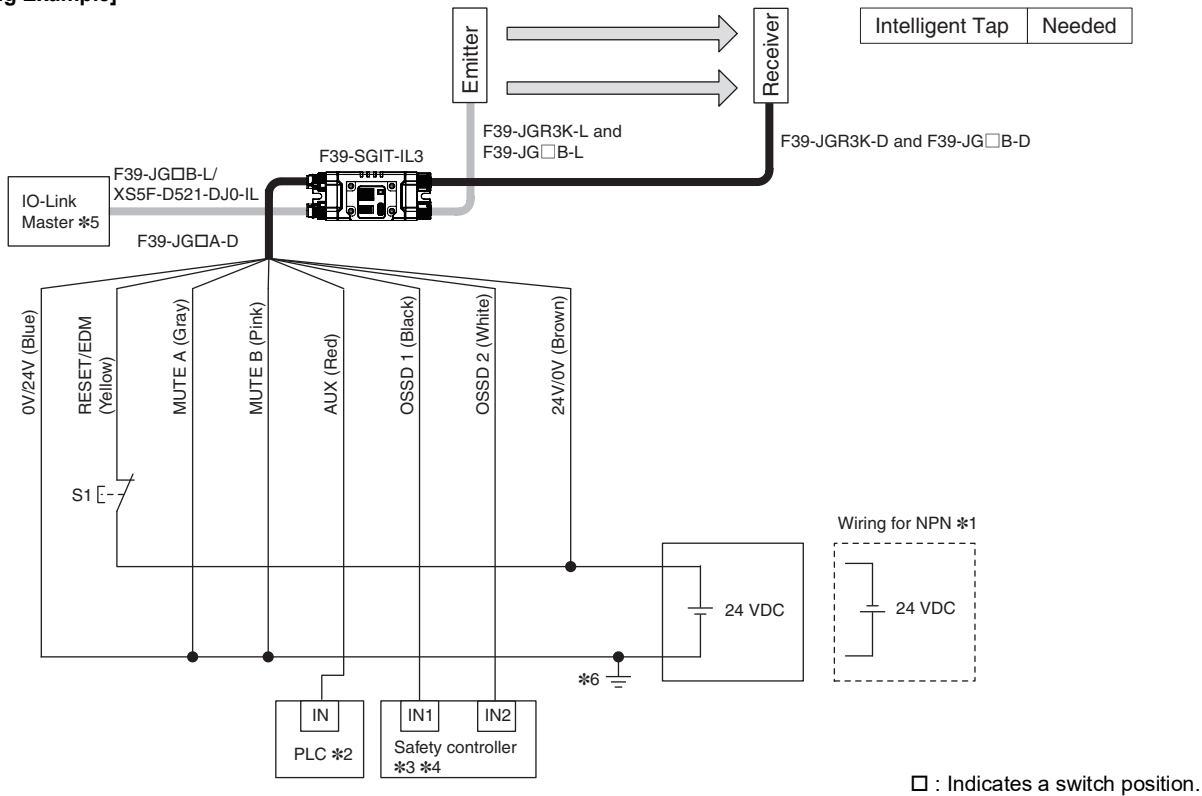 g Example]
Intelligent Tap Needed
Emitter
Receiver
F39-JGR3K-L and
F39-JG□B-L
F39-JGR3K-D and F39-JG□B-D
F39-SGIT-IL3
F39-JG□B-L/
XS5F-D521-DJ0-IL
IO-Link
Master ✻5
F39-JG□A-D
0V/24V (Blue)
RESET/EDM
(Yellow)
MUTE A (Gray)
MUTE B (Pink)
AUX (Red)
OSSD 1 (Black)
OSSD 2 (White)
24V/0V (Brown)
S1
Wiring for NPN ✻1
24 VDC
24 VDC
✻6
IN
PLC ✻2
IN1
IN2
Safety controller
✻3 ✻4
□ : Indicates a switch position.